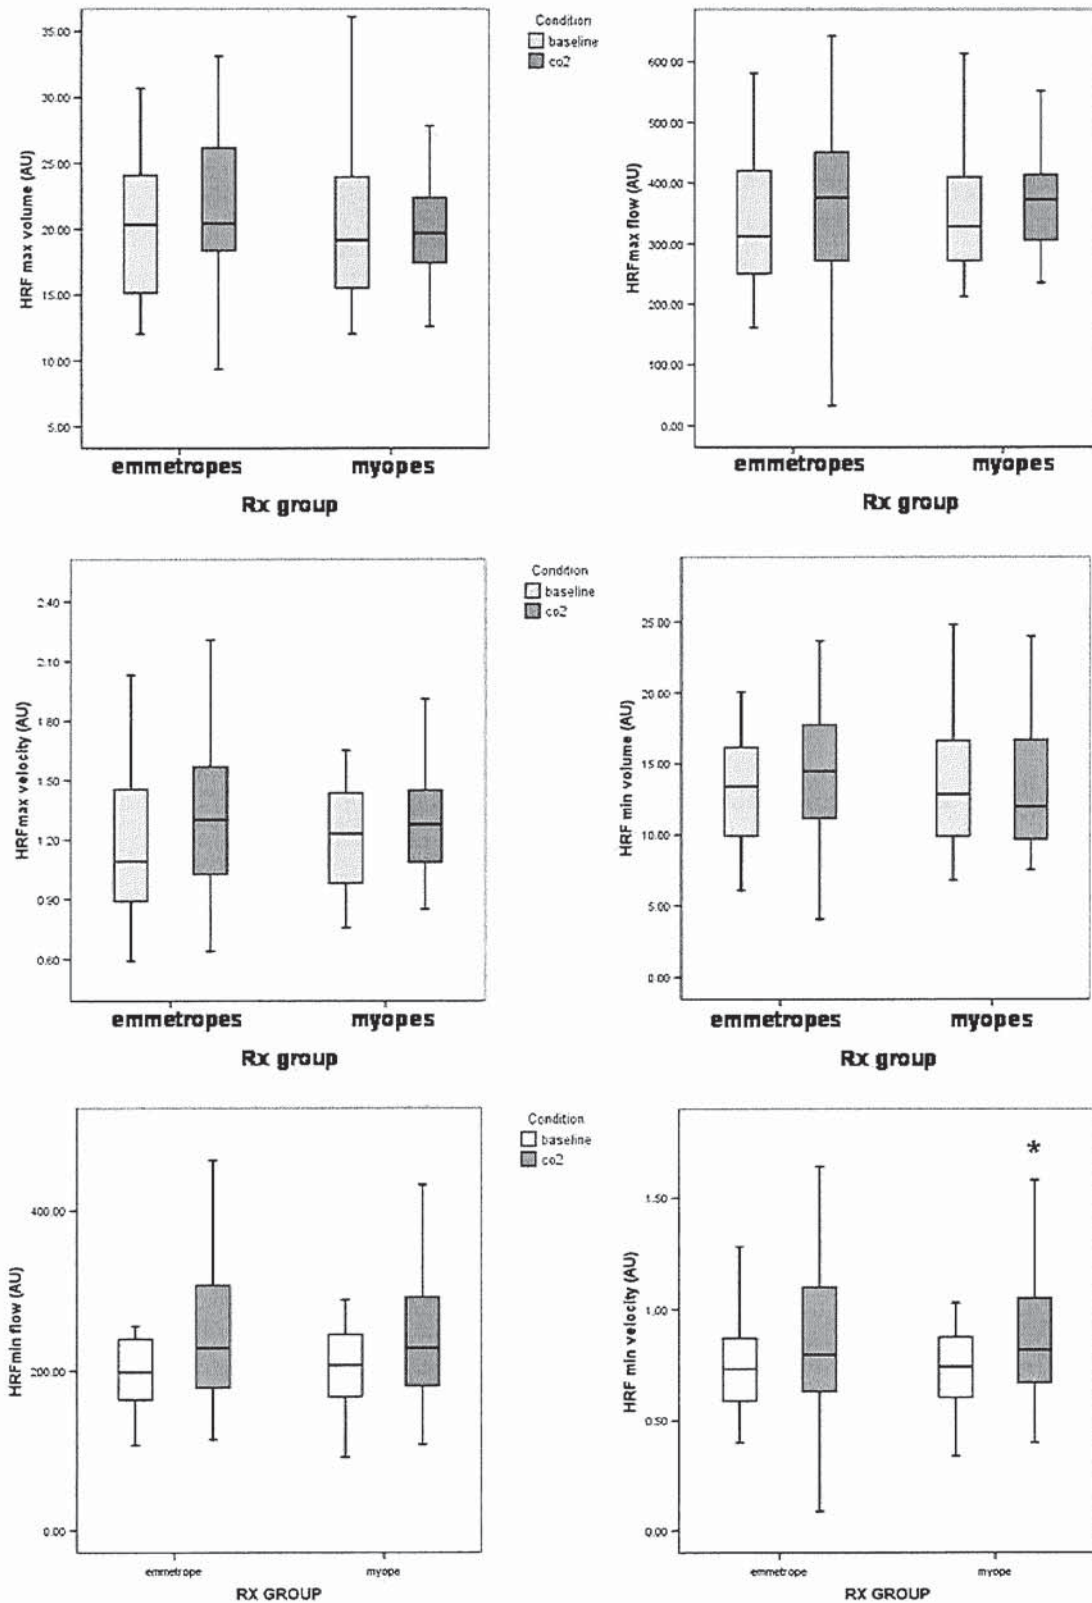 35.00
30.00
25.00
20.00
15.00
10.00
5.00
HRF max volume (AU)
emmetropes myopes
Rx group
Condition
baseline
co2
600.00
500.00
400.00
300.00
200.00
100.00
0.00
HRFmax flow (AU)
emmetropes myopes
Rx group
2.40
2.10
1.80
1.50
1.20
0.90
0.60
HRFmax velocity (AU)
emmetropes myopes
Rx group
Condition
baseline
co2
25.00
20.00
15.00
10.00
5.00
0.00
HRF min volume (AU)
emmetropes myopes
Rx group
400.00
200.00
0.00
HRFmin flow (AU)
emmetrope myope
RX GROUP
Condition
baseline
co2
*
1.50
1.00
0.50
0.00
HRF min velocity (AU)
emmetrope myope
RX GROUP